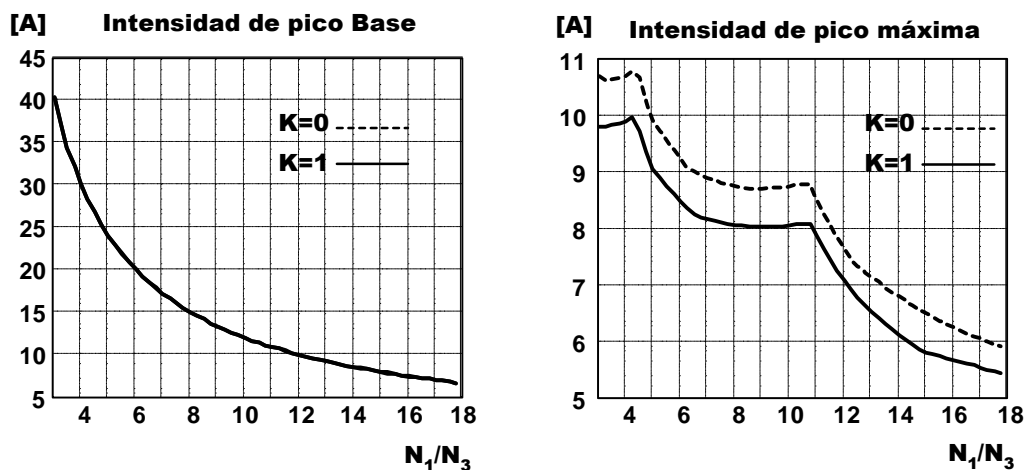 [A] Intensidad de pico Base
45
40
35
30
25
20
15
10
5
K=0
K=1
4 6 8 10 12 14 16 18
N₁/N₃
[A] Intensidad de pico máxima
11
10
9
8
7
6
5
K=0
K=1
4 6 8 10 12 14 16 18
N₁/N₃